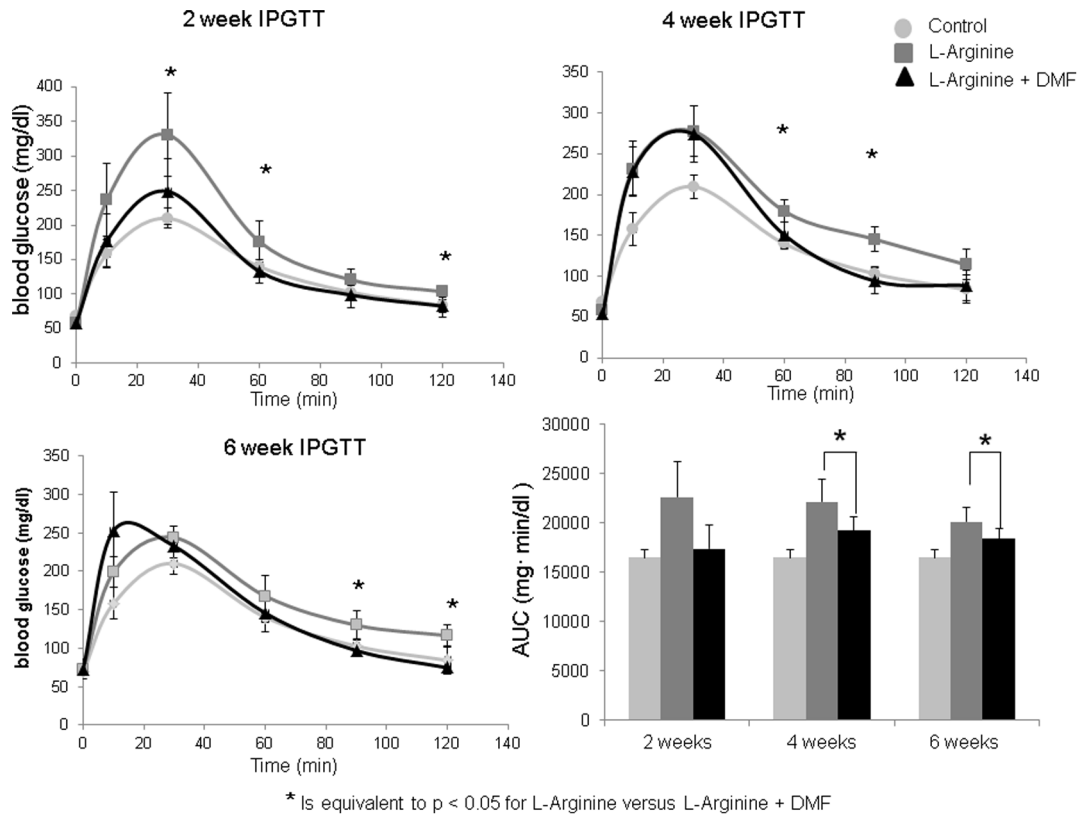 2 week IPGTT
4 week IPGTT
Control
L-Arginine
L-Arginine + DMF
blood glucose (mg/dl)
400
350
300
250
200
150
100
50
0
*
*
*
0 20 40 60 80 100 120 140
Time (min)
350
300
250
200
150
100
50
0
*
*
0 20 40 60 80 100 120 140
Time (min)
6 week IPGTT
blood glucose (mg/dl)
350
300
250
200
150
100
50
0
*
*
0 20 40 60 80 100 120 140
Time (min)
AUC (mg· min/dl)
30000
25000
20000
15000
10000
5000
0
*
*
2 weeks 4 weeks 6 weeks
* Is equivalent to p < 0.05 for L-Arginine versus L-Arginine + DMF